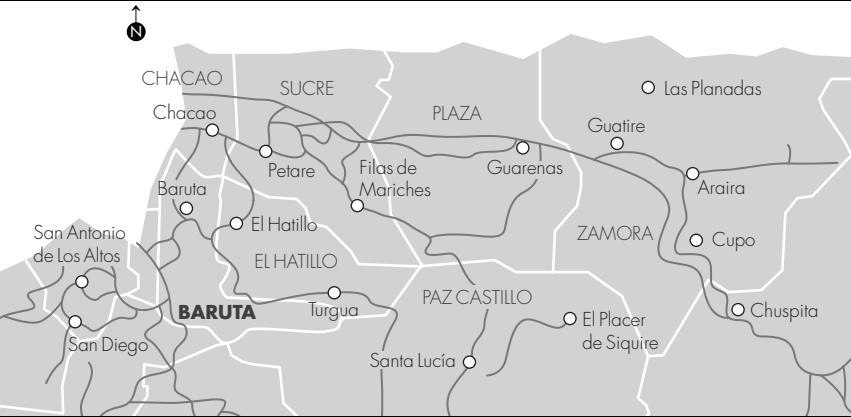 N
CHACAO
SUCRE
Las Planadas
Chacao
PLAZA
Guatire
Petare
Filas de
Mariches
Guarenas
Araira
Baruta
El Hatillo
San Antonio
de Los Altos
ZAMORA
Cupo
EL HATILLO
PAZ CASTILLO
BARUTA
Turgua
Chuspita
El Placer
de Siquire
San Diego
Santa Lucía